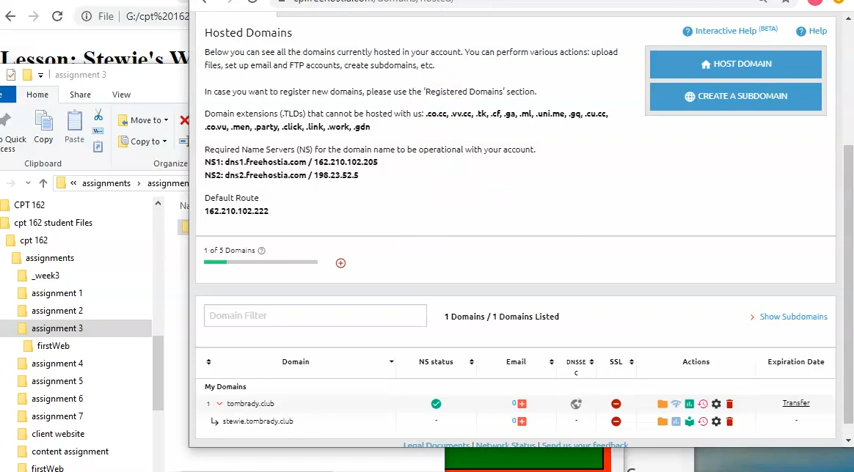 File
G:/cpt%20162
cpfreehostia.com/domains/hosted/
Lesson: Stewie's W
assignment 3
Home
Share
View
o Quick
ccess
Copy
Paste
Move to
Copy to
Clipboard
Organize
« assignments › assignmen
CPT 162
cpt 162 student Files
cpt 162
assignments
_week3
assignment 1
assignment 2
assignment 3
firstWeb
assignment 4
assignment 5
assignment 6
assignment 7
client website
content assignment
firstWeb
Na
Hosted Domains
Interactive Help (BETA)
Help
Below you can see all the domains currently hosted in your account. You can perform various actions: upload
files, set up email and FTP accounts, create subdomains, etc.
HOST DOMAIN
CREATE A SUBDOMAIN
In case you want to register new domains, please use the 'Registered Domains' section.
Domain extensions (.TLDs) that cannot be hosted with us: .co.cc, .vv.cc, .tk, .cf, .ga, .ml, .uni.me, .gq, .cu.cc,
.co.vu, .men, .party, .click, .link, .work, .gdn
Required Name Servers (NS) for the domain name to be operational with your account.
NS1: dns1.freehostia.com / 162.210.102.205
NS2: dns2.freehostia.com / 198.23.52.5
Default Route
162.210.102.222
1 of 5 Domains
Domain Filter
1 Domains / 1 Domains Listed
Show Subdomains
Domain
NS status
Email
DNSSE
C
SSL
Actions
Expiration Date
My Domains
1 tombrady.club 0 Transfer
stewie.tombrady.club - 0 - -
Legal Documents | Network Status | Send us your feedback